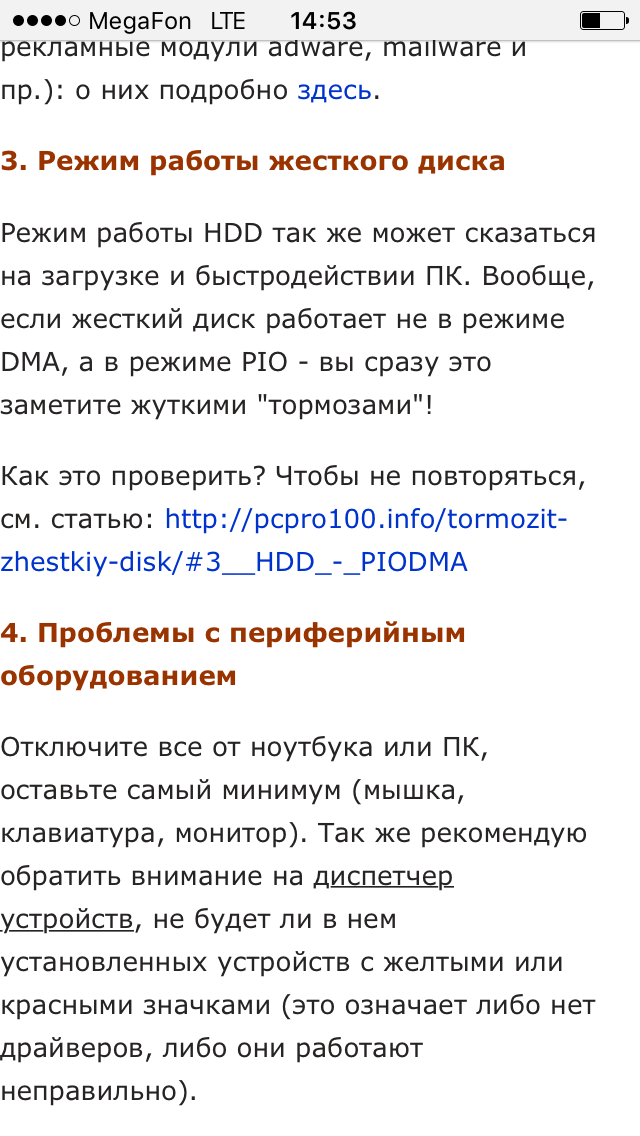 MegaFon LTE 14:53
рекламные модули adware, mailware и
пр.): о них подробно здесь.
3. Режим работы жесткого диска
Режим работы HDD так же может сказаться
на загрузке и быстродействии ПК. Вообще,
если жесткий диск работает не в режиме
DMA, а в режиме PIO - вы сразу это
заметите жуткими "тормозами"!
Как это проверить? Чтобы не повторяться,
см. статью: http://pcpro100.info/tormozit-
zhestkiy-disk/#3__HDD_-_PIODMA
4. Проблемы с периферийным
оборудованием
Отключите все от ноутбука или ПК,
оставьте самый минимум (мышка,
клавиатура, монитор). Так же рекомендую
обратить внимание на диспетчер
устройств, не будет ли в нем
установленных устройств с желтыми или
красными значками (это означает либо нет
драйверов, либо они работают
неправильно).